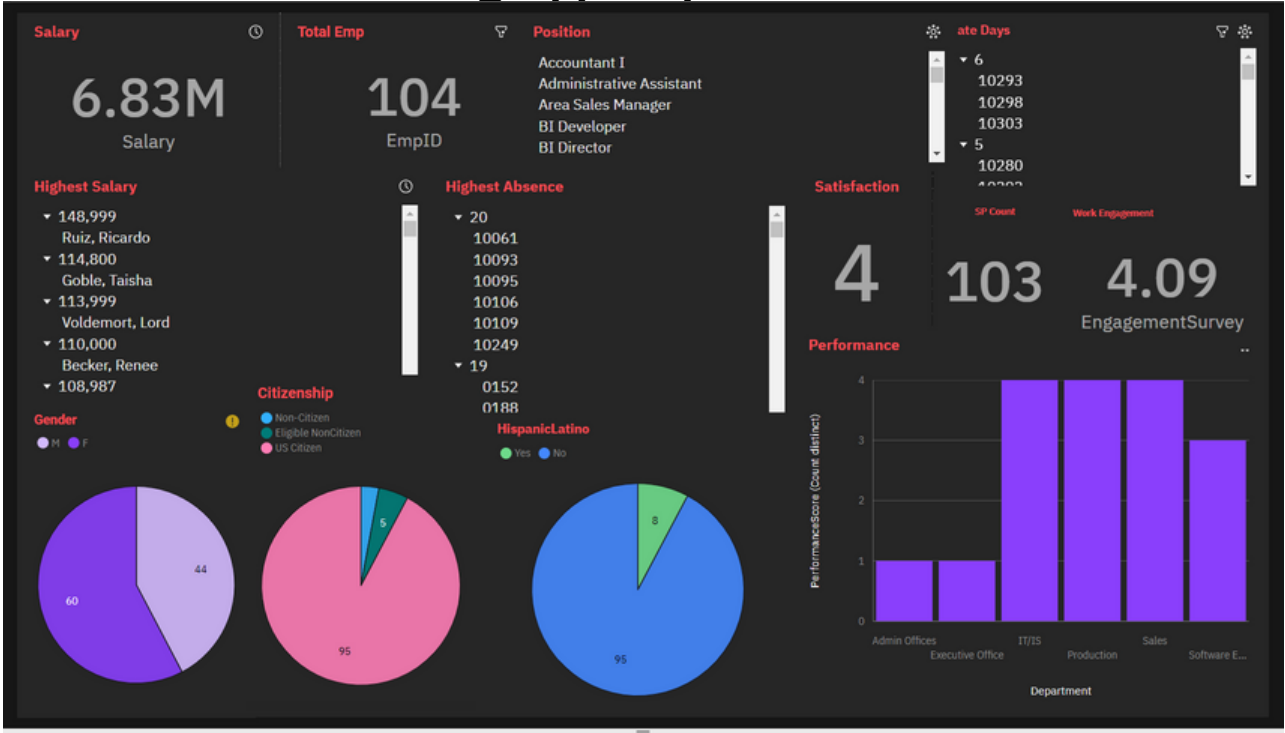 Salary
6.83M
Salary
Total Emp
104
EmpID
Position
Accountant I
Administrative Assistant
Area Sales Manager
BI Developer
BI Director
ate Days
6
10293
10298
10303
5
10280
Highest Salary
148,999
Ruiz, Ricardo
114,800
Goble, Taisha
113,999
Voldemort, Lord
110,000
Becker, Renee
108,987
Highest Absence
20
10061
10093
10095
10106
10109
10249
19
0152
0188
Satisfaction
4
SP Count
103
Work Engagement
4.09
EngagementSurvey
Gender
M F
44
60
Citizenship
Non-Citizen
Eligible NonCitizen
US Citizen
5
95
HispanicLatino
Yes No
8
95
Performance
PerformanceScore (Count distinct)
4
3
2
1
0
Admin Offices
Executive Office
IT/IS
Production
Sales
Software E...
Department